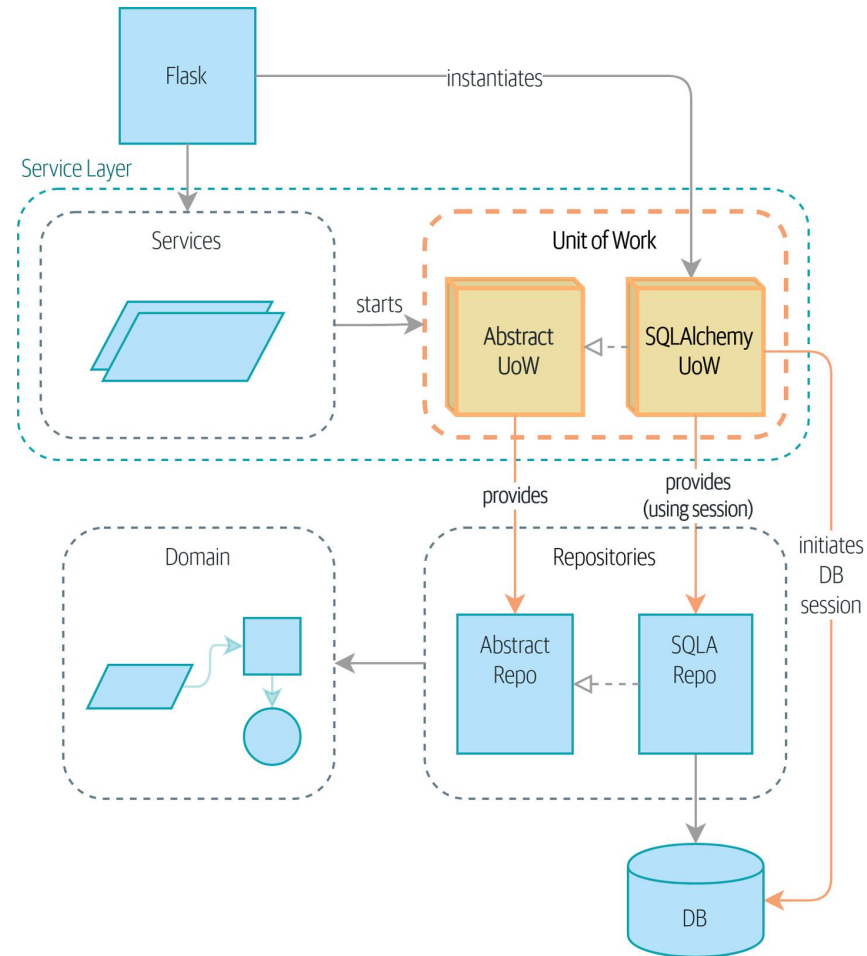 Flask
instantiates
Service Layer
Services
Unit of Work
starts
Abstract
UoW
SQLAlchemy
UoW
provides
provides
(using session)
initiates
DB
session
Domain
Repositories
Abstract
Repo
SQLA
Repo
DB